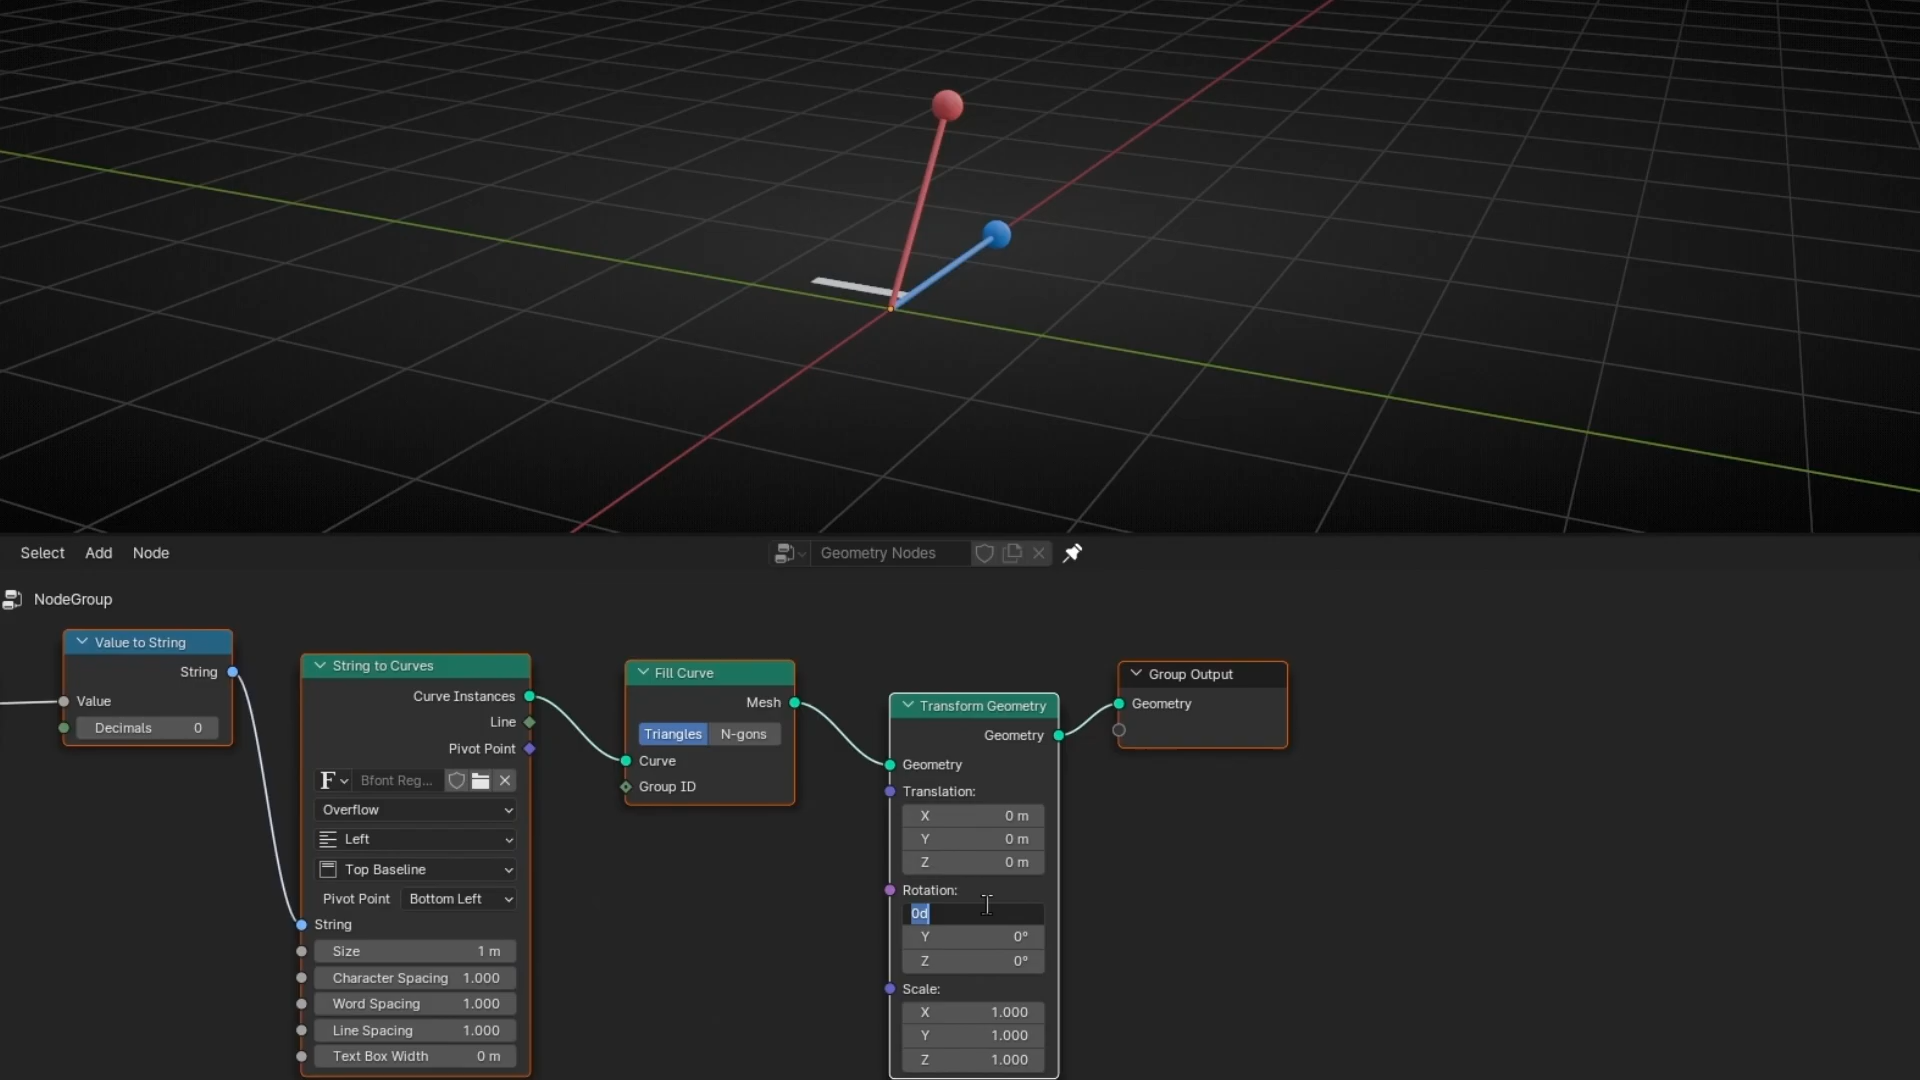 Select Add Node
Geometry Nodes
NodeGroup
Value to String
String
Value
Decimals 0
String to Curves
Curve Instances
Line
Pivot Point
F Bfont Reg...
Overflow
Left
Top Baseline
Pivot Point Bottom Left
String
Size 1 m
Character Spacing 1.000
Word Spacing 1.000
Line Spacing 1.000
Text Box Width 0 m
Fill Curve
Mesh
Triangles N-gons
Curve
Group ID
Transform Geometry
Geometry
Geometry
Translation:
X 0 m
Y 0 m
Z 0 m
Rotation:
0d
Y 0°
Z 0°
Scale:
X 1.000
Y 1.000
Z 1.000
Group Output
Geometry